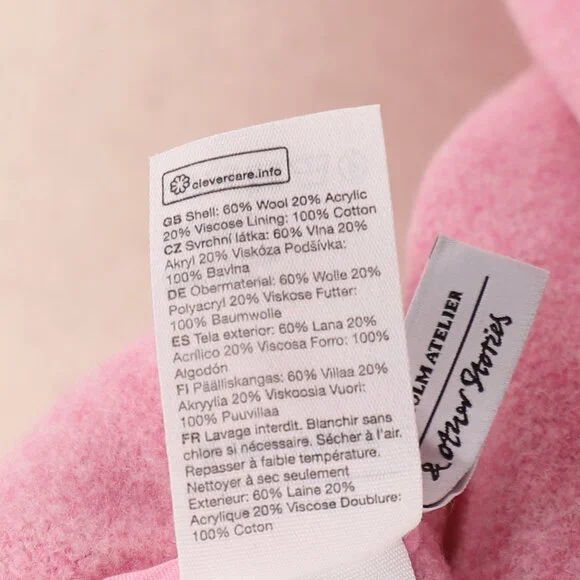 clevercare.info
GB Shell: 60% Wool 20% Acrylic
20% Viscose Lining: 100% Cotton
CZ Svrchní látka: 60% Vlna 20%
Akryl 20% Viskóza Podšívka:
100% Bavlna
DE Obermaterial: 60% Wolle 20%
Polyacryl 20% Viskose Futter:
100% Baumwolle
ES Tela exterior: 60% Lana 20%
Acrílico 20% Viscosa Forro: 100%
Algodón
FI Päälliskangas: 60% Villaa 20%
Akryylia 20% Viskoosia Vuori:
100% Puuvillaa
FR Lavage interdit. Blanchir sans
chlore si nécessaire. Sécher à l'air.
Repasser à faible température.
Nettoyer à sec seulement
Exterieur: 60% Laine 20%
Acrylique 20% Viscose Doublure:
100% Coton
OLM ATELIER
& Other Stories